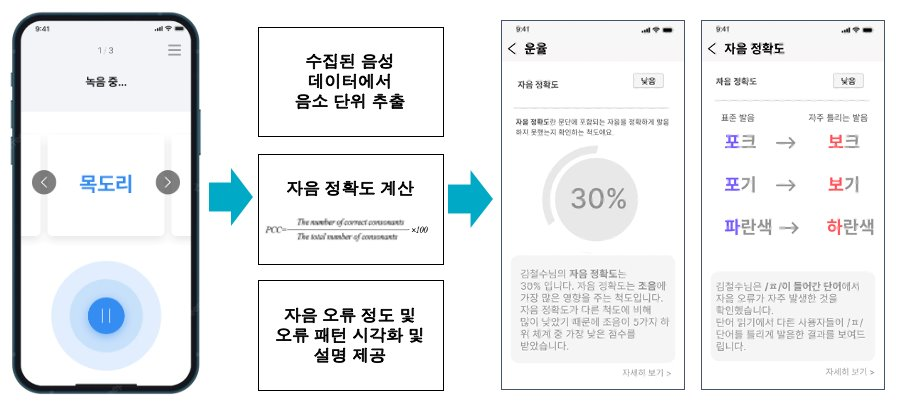 9:41
1 / 3
녹음 중...
목도리
수집된 음성
데이터에서
음소 단위 추출
자음 정확도 계산
PCC=
The number of correct consonants
The total number of consonants
×100
자음 오류 정도 및
오류 패턴 시각화 및
설명 제공
9:41
운율
자음 정확도
낮음
자음 정확도란 문단에 포함되는 자음을 정확하게 발음
하지 못했는지 확인하는 척도에요
30%
김철수님의 자음 정확도는
30% 입니다. 자음 정확도는 조음에
가장 많은 영향을 주는 척도입니다.
자음 정확도가 다른 척도에 비해
많이 낮았기 때문에 조음이 5가지 하
위 체계 중 가장 낮은 점수를
받았습니다.
자세히 보기 >
9:41
자음 정확도
자음 정확도
낮음
표준 발음
자주 틀리는 발음
포크 → 보크
포기 → 보기
파란색 → 하란색
김철수님은 /ㅍ/이 들어간 단어에서
자음 오류가 자주 발생한 것을
확인했습니다.
단어 읽기에서 다른 사용자들이 /ㅍ/
단어를 틀리게 발음한 결과를 보여드
립니다.
자세히 보기 >